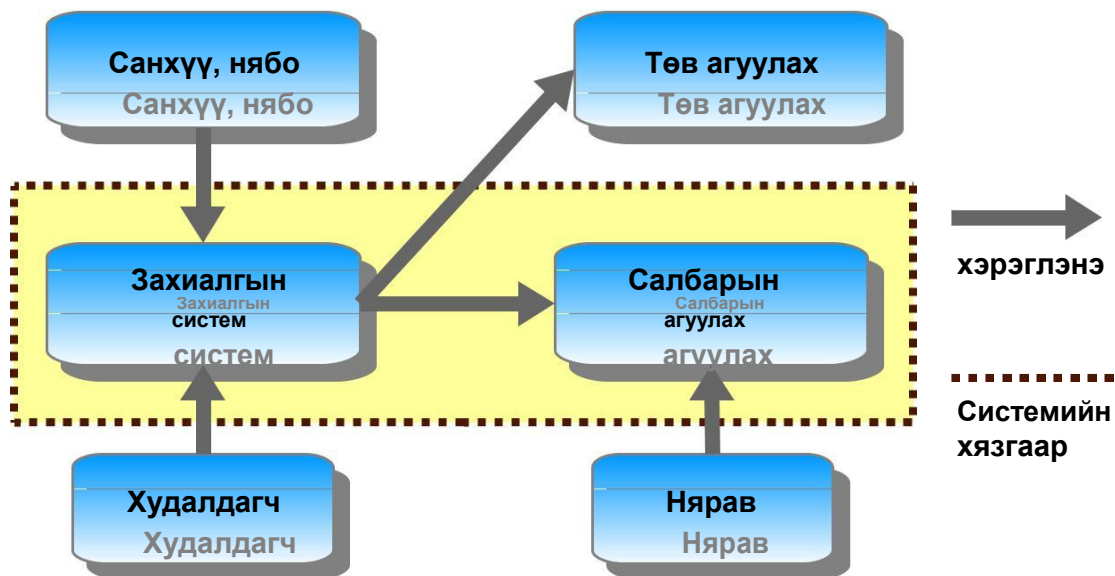 Санхүү, нябо
Санхүү, нябо
Төв агуулах
Төв агуулах
хэрэглэнэ
Захиалгын
Захиалгын
систем
систем
Салбарын
Салбарын
агуулах
агуулах
Системийн
хязгаар
Худалдагч
Худалдагч
Нярав
Нярав